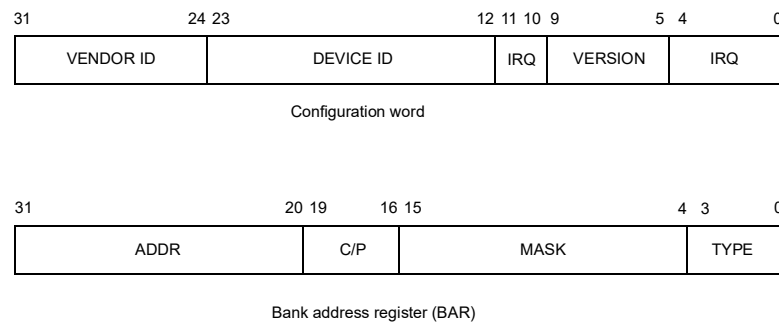 31 24 23 12 11 10 9 5 4 0
VENDOR ID DEVICE ID IRQ VERSION IRQ
Configuration word
31 20 19 16 15 4 3 0
ADDR C/P MASK TYPE
Bank address register (BAR)